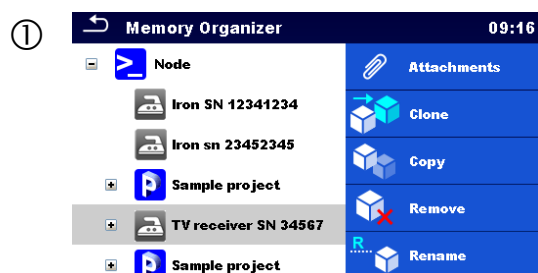 ①
Memory Organizer 09:16
Node
Attachments
Iron SN 12341234
Clone
Iron sn 23452345
Copy
Sample project
Remove
TV receiver SN 34567
R...
Rename
Sample project